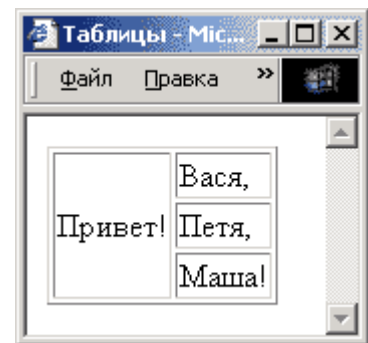 Таблицы - Mic...
Файл Правка »
Вася,
Привет! Петя,
Маша!